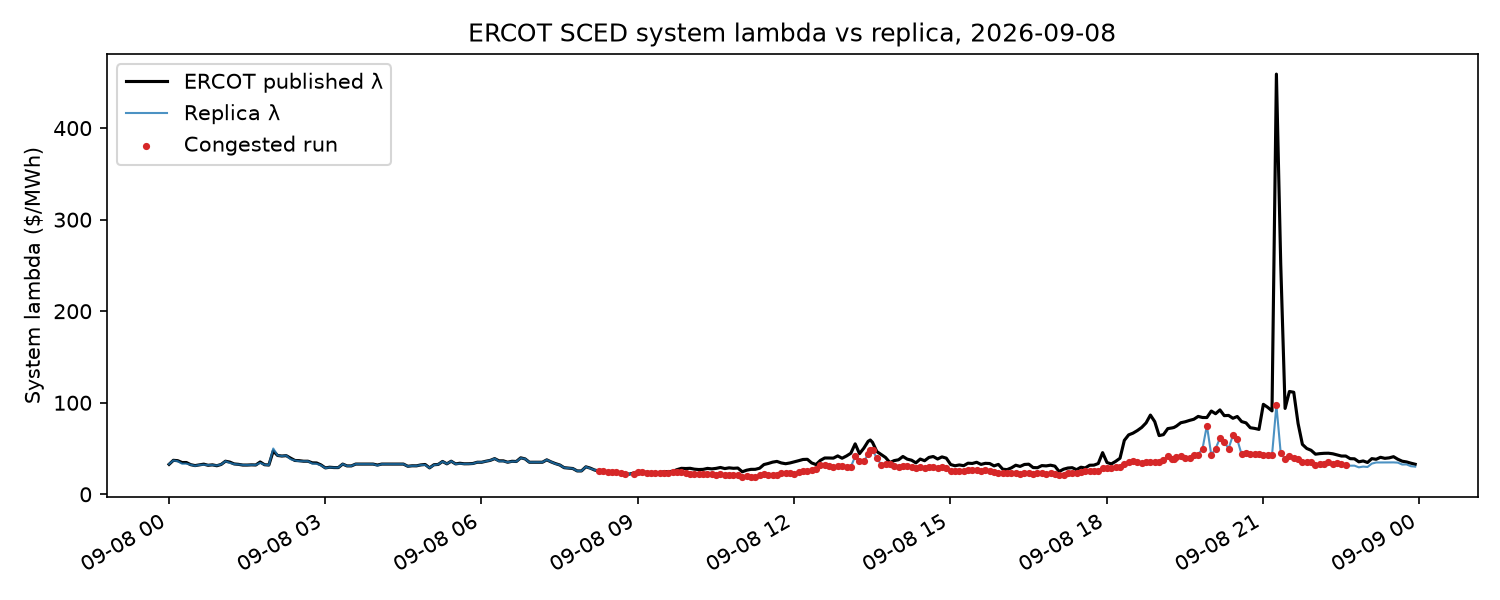 ERCOT SCED system lambda vs replica, 2026-09-08
ERCOT published λ
Replica λ
Congested run
System lambda ($/MWh)
400
300
200
100
0
09-08 00
09-08 03
09-08 06
09-08 09
09-08 12
09-08 15
09-08 18
09-08 21
09-09 00